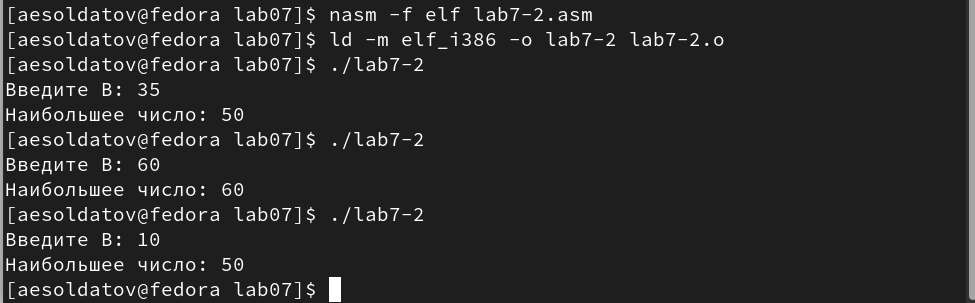 [aesoldatov@fedora lab07]$ nasm -f elf lab7-2.asm
[aesoldatov@fedora lab07]$ ld -m elf_i386 -o lab7-2 lab7-2.o
[aesoldatov@fedora lab07]$ ./lab7-2
Введите B: 35
Наибольшее число: 50
[aesoldatov@fedora lab07]$ ./lab7-2
Введите B: 60
Наибольшее число: 60
[aesoldatov@fedora lab07]$ ./lab7-2
Введите B: 10
Наибольшее число: 50
[aesoldatov@fedora lab07]$